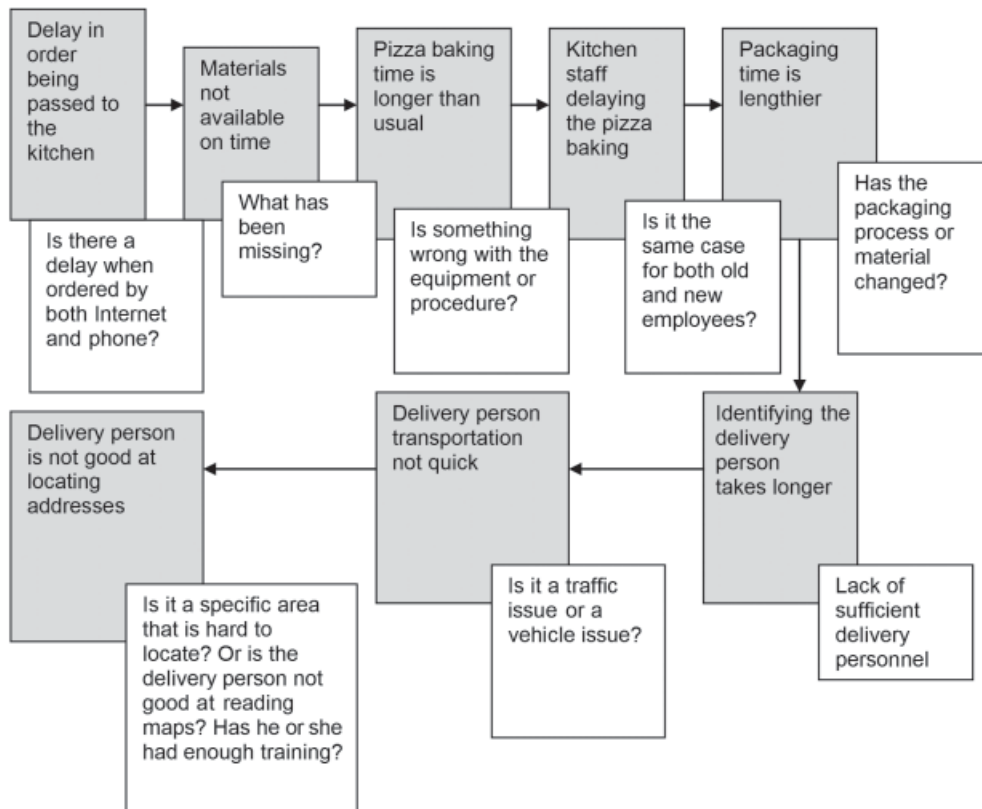 Delay in
order
being
passed to
the
kitchen
Materials
not
available
on time
Pizza baking
time is
longer than
usual
Kitchen
staff
delaying
the pizza
baking
Packaging
time is
lengthier
Is there a
delay when
ordered by
both Internet
and phone?
What has
been
missing?
Is something
wrong with the
equipment or
procedure?
Is it the
same case
for both old
and new
employees?
Has the
packaging
process or
material
changed?
Identifying the
delivery
person
takes longer
Lack of
sufficient
delivery
personnel
Delivery person
transportation
not quick
Is it a traffic
issue or a
vehicle issue?
Delivery person
is not good at
locating
addresses
Is it a specific area
that is hard to
locate? Or is the
delivery person not
good at reading
maps? Has he or she
had enough training?